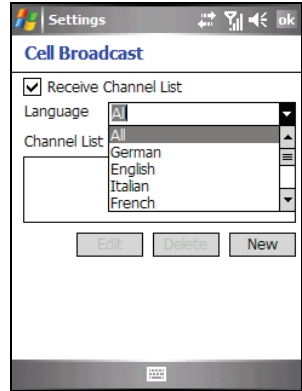 Settings
ok
Cell Broadcast
Receive Channel List
Language All
Channel List
All
German
English
Italian
French
Edit Delete New